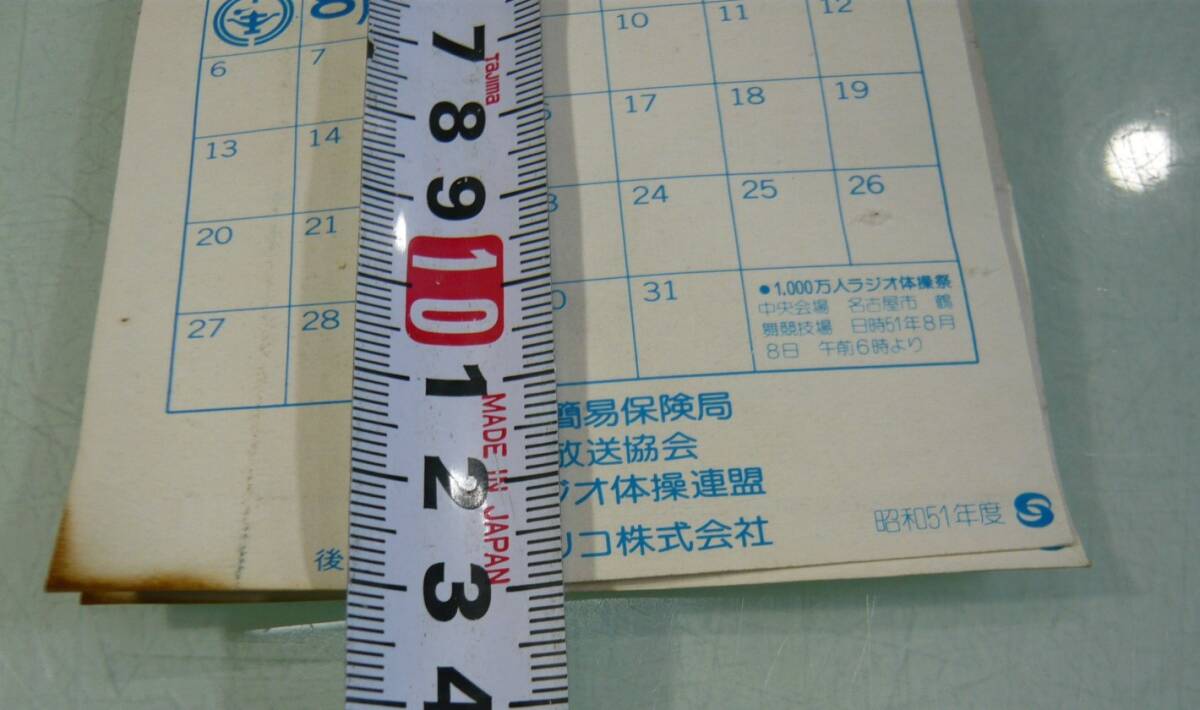 10 11 12
6 7
17 18 19
13 14
24 25 26
20 21
31
27 28
●1,000万人ラジオ体操祭
中央会場 名古屋市 鶴
舞競技場 日時51年8月
8日 午前6時より
簡易保険局
放送協会
ジオ体操連盟
リコ株式会社
昭和51年度
後
7
Tajima
8
9
10
1
MADE IN JAPAN
2
3
4